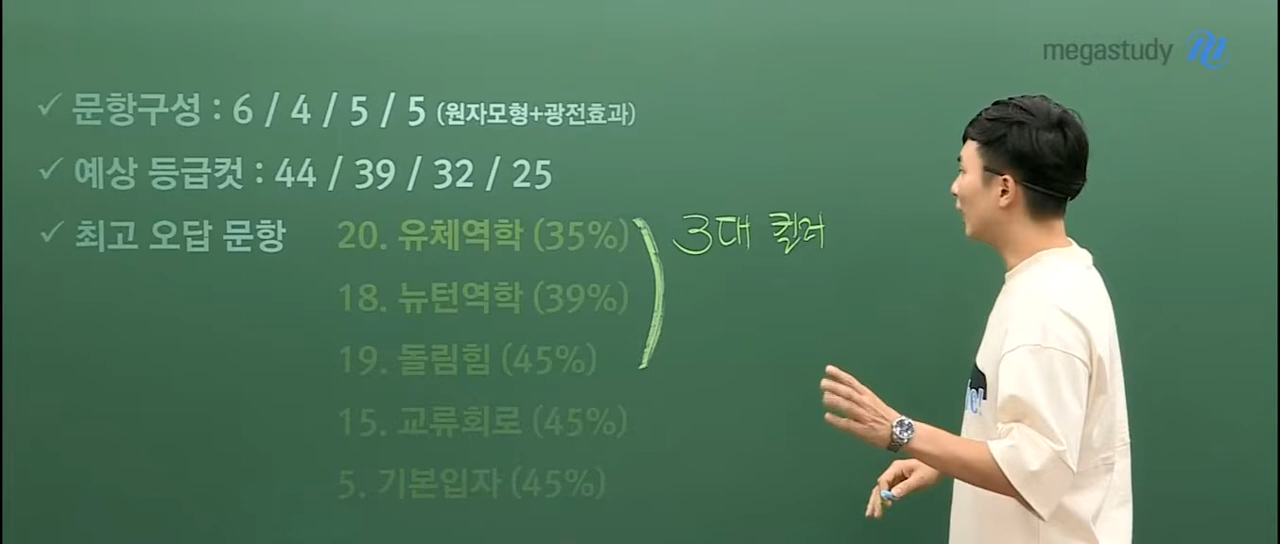 megastudy
✓ 문항구성 : 6 / 4 / 5 / 5 (원자모형+광전효과)
✓ 예상 등급컷 : 44 / 39 / 32 / 25
✓ 최고 오답 문항 20. 유체역학 (35%) 3대 킬러
18. 뉴턴역학 (39%)
19. 돌림힘 (45%)
15. 교류회로 (45%)
5. 기본입자 (45%)